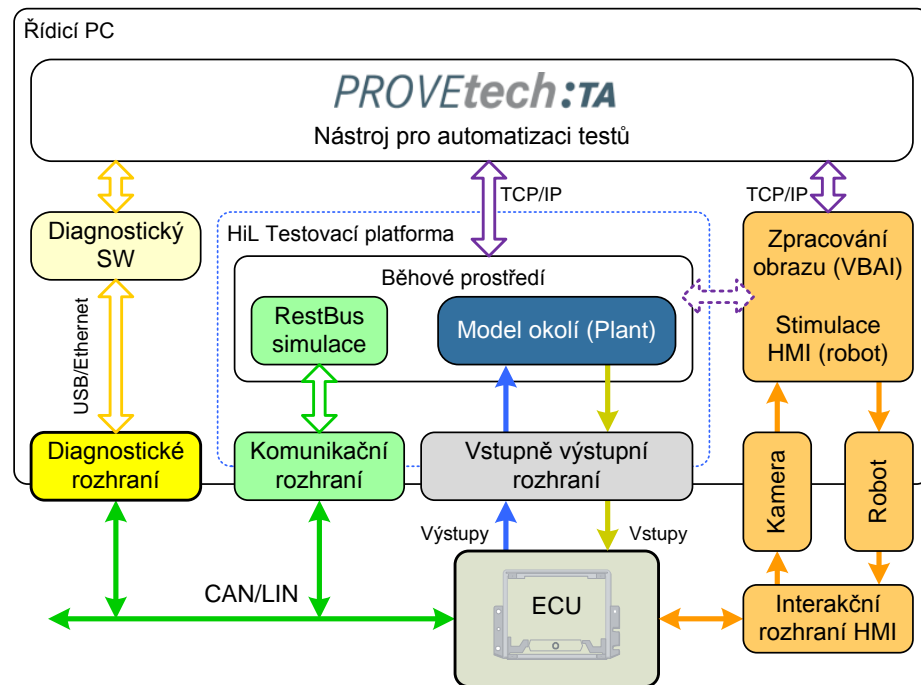 Řídicí PC
PROVEtech:TA
Nástroj pro automatizaci testů
TCP/IP
TCP/IP
Diagnostický
SW
HiL Testovací platforma
Běhové prostředí
RestBus
simulace
Model okolí (Plant)
Zpracování
obrazu (VBAI)
Stimulace
HMI (robot)
USB/Ethernet
Diagnostické
rozhraní
Komunikační
rozhraní
Vstupně výstupní
rozhraní
Kamera
Robot
Výstupy
Vstupy
CAN/LIN
ECU
Interakční
rozhraní HMI